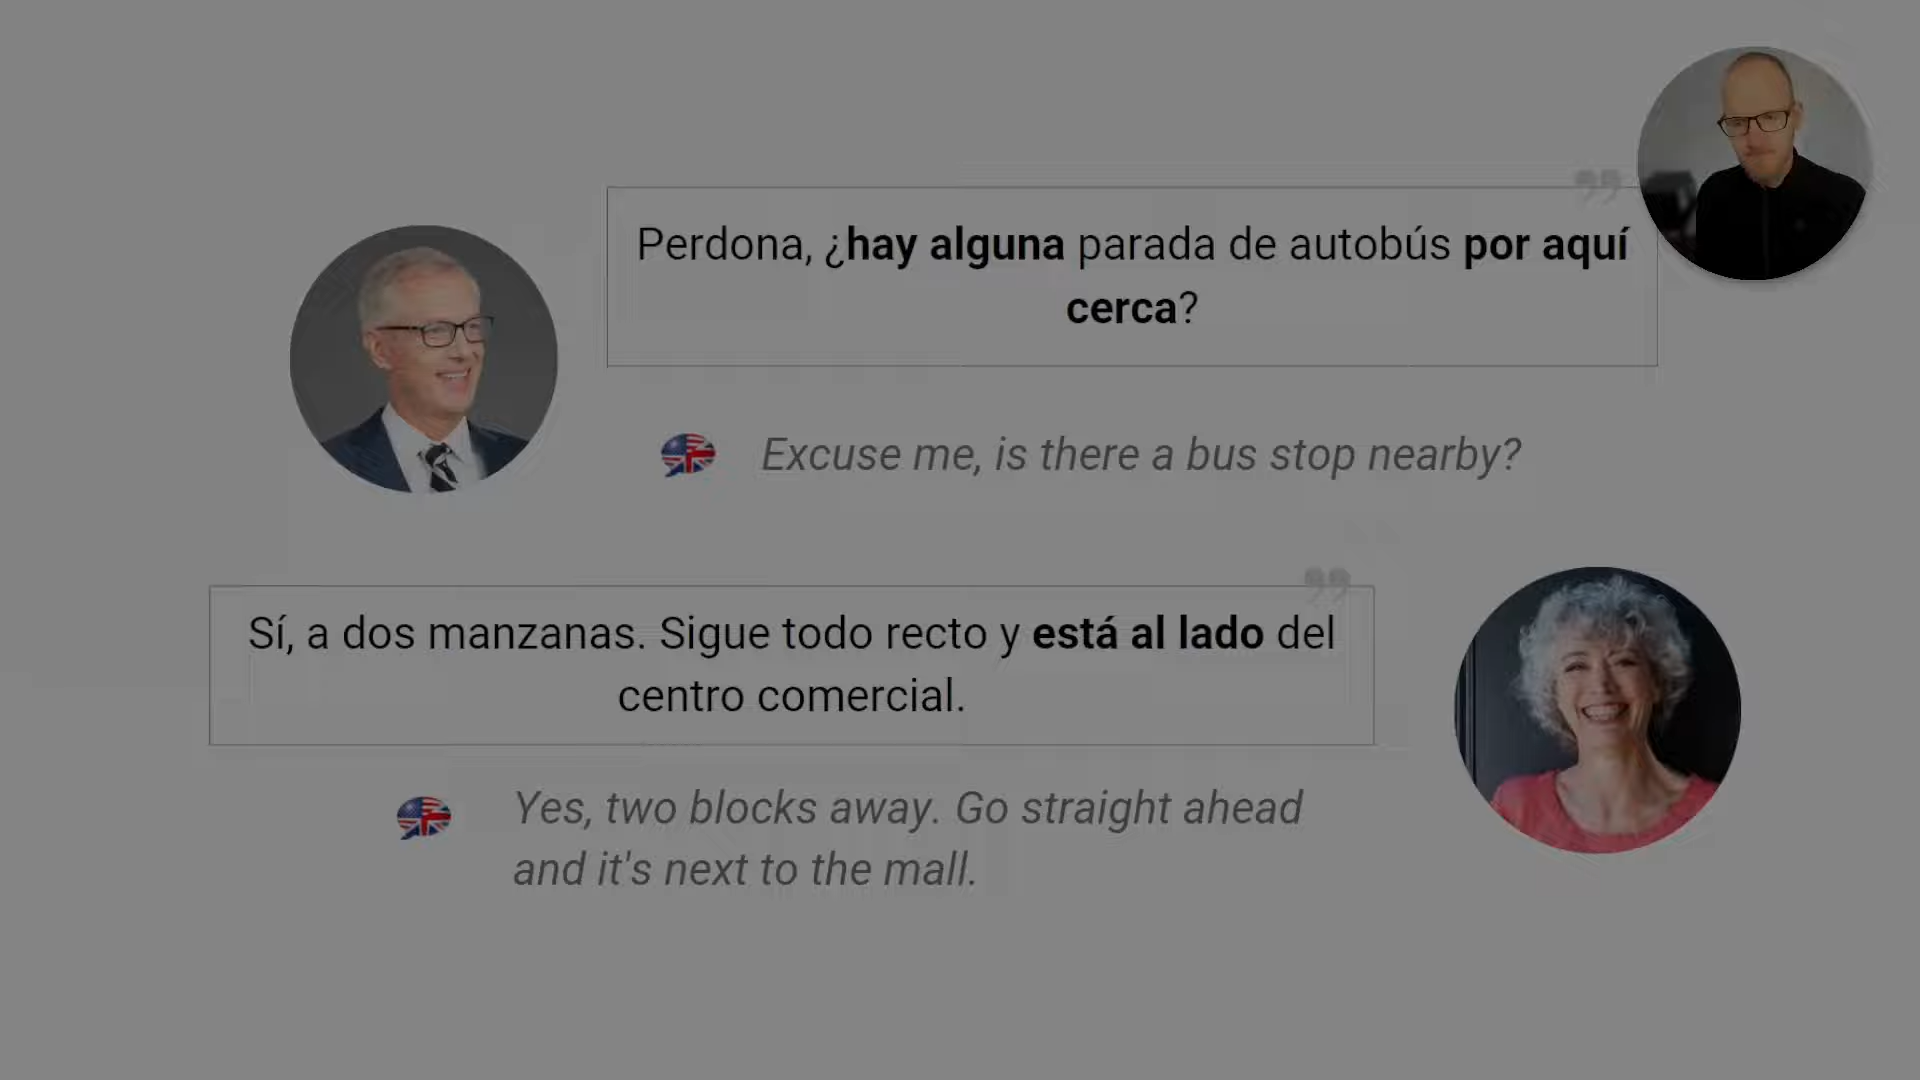 Perdona, ¿hay alguna parada de autobús por aquí
cerca?
Excuse me, is there a bus stop nearby?
Sí, a dos manzanas. Sigue todo recto y está al lado del
centro comercial.
Yes, two blocks away. Go straight ahead
and it's next to the mall.